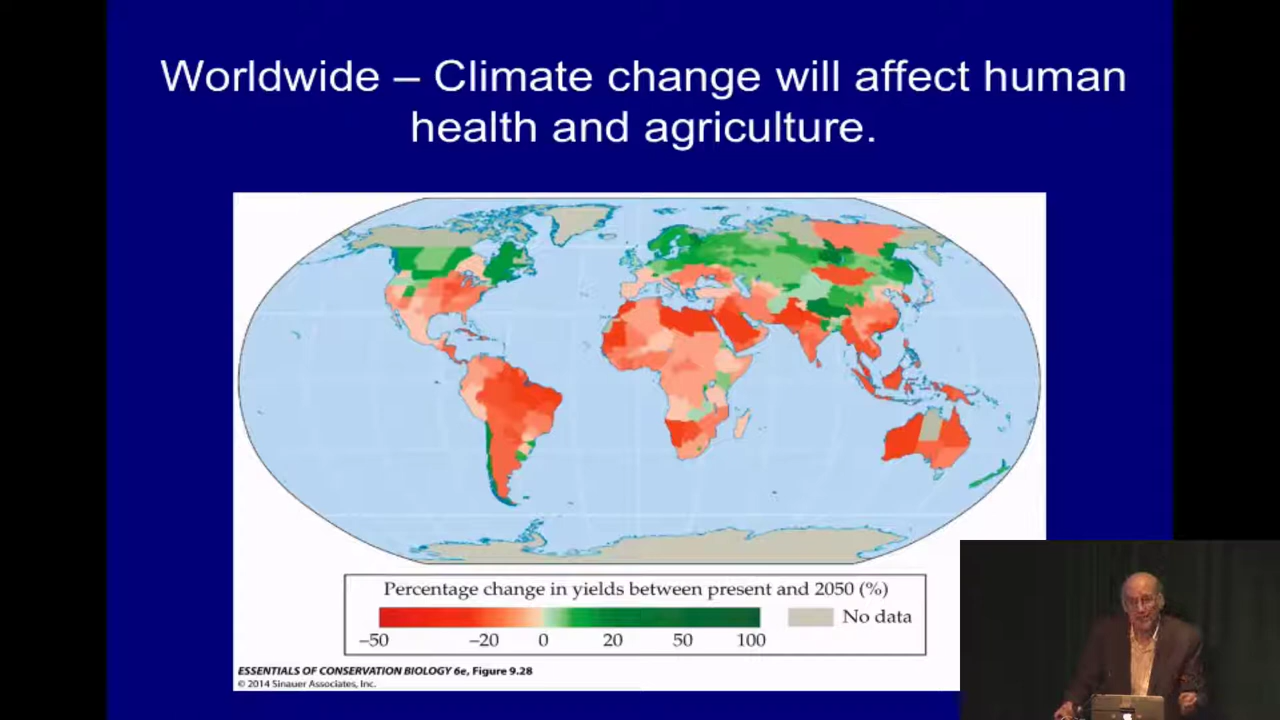 Worldwide – Climate change will affect human
health and agriculture.
Percentage change in yields between present and 2050 (%)
No data
–50 –20 0 20 50 100
ESSENTIALS OF CONSERVATION BIOLOGY 6e, Figure 9.28
© 2014 Sinauer Associates, Inc.